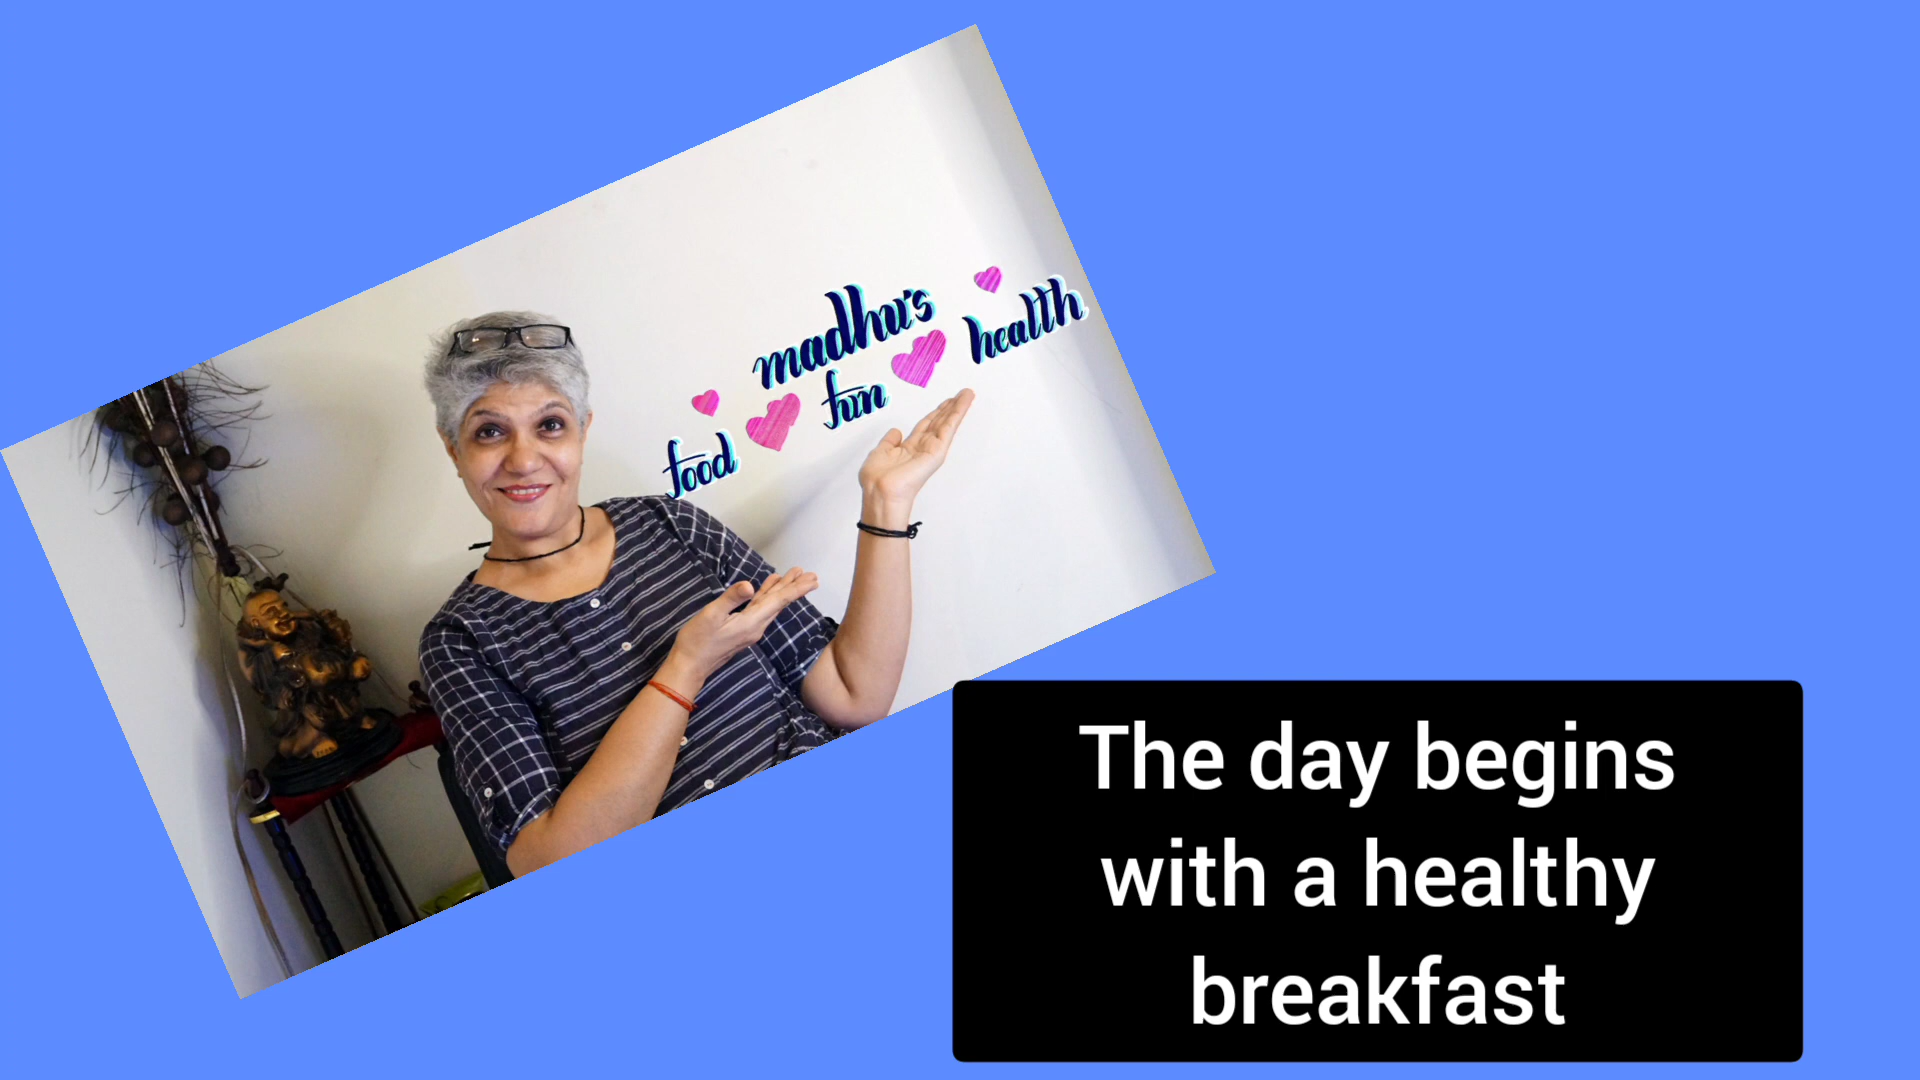 madhu's
food fun health
The day begins
with a healthy
breakfast